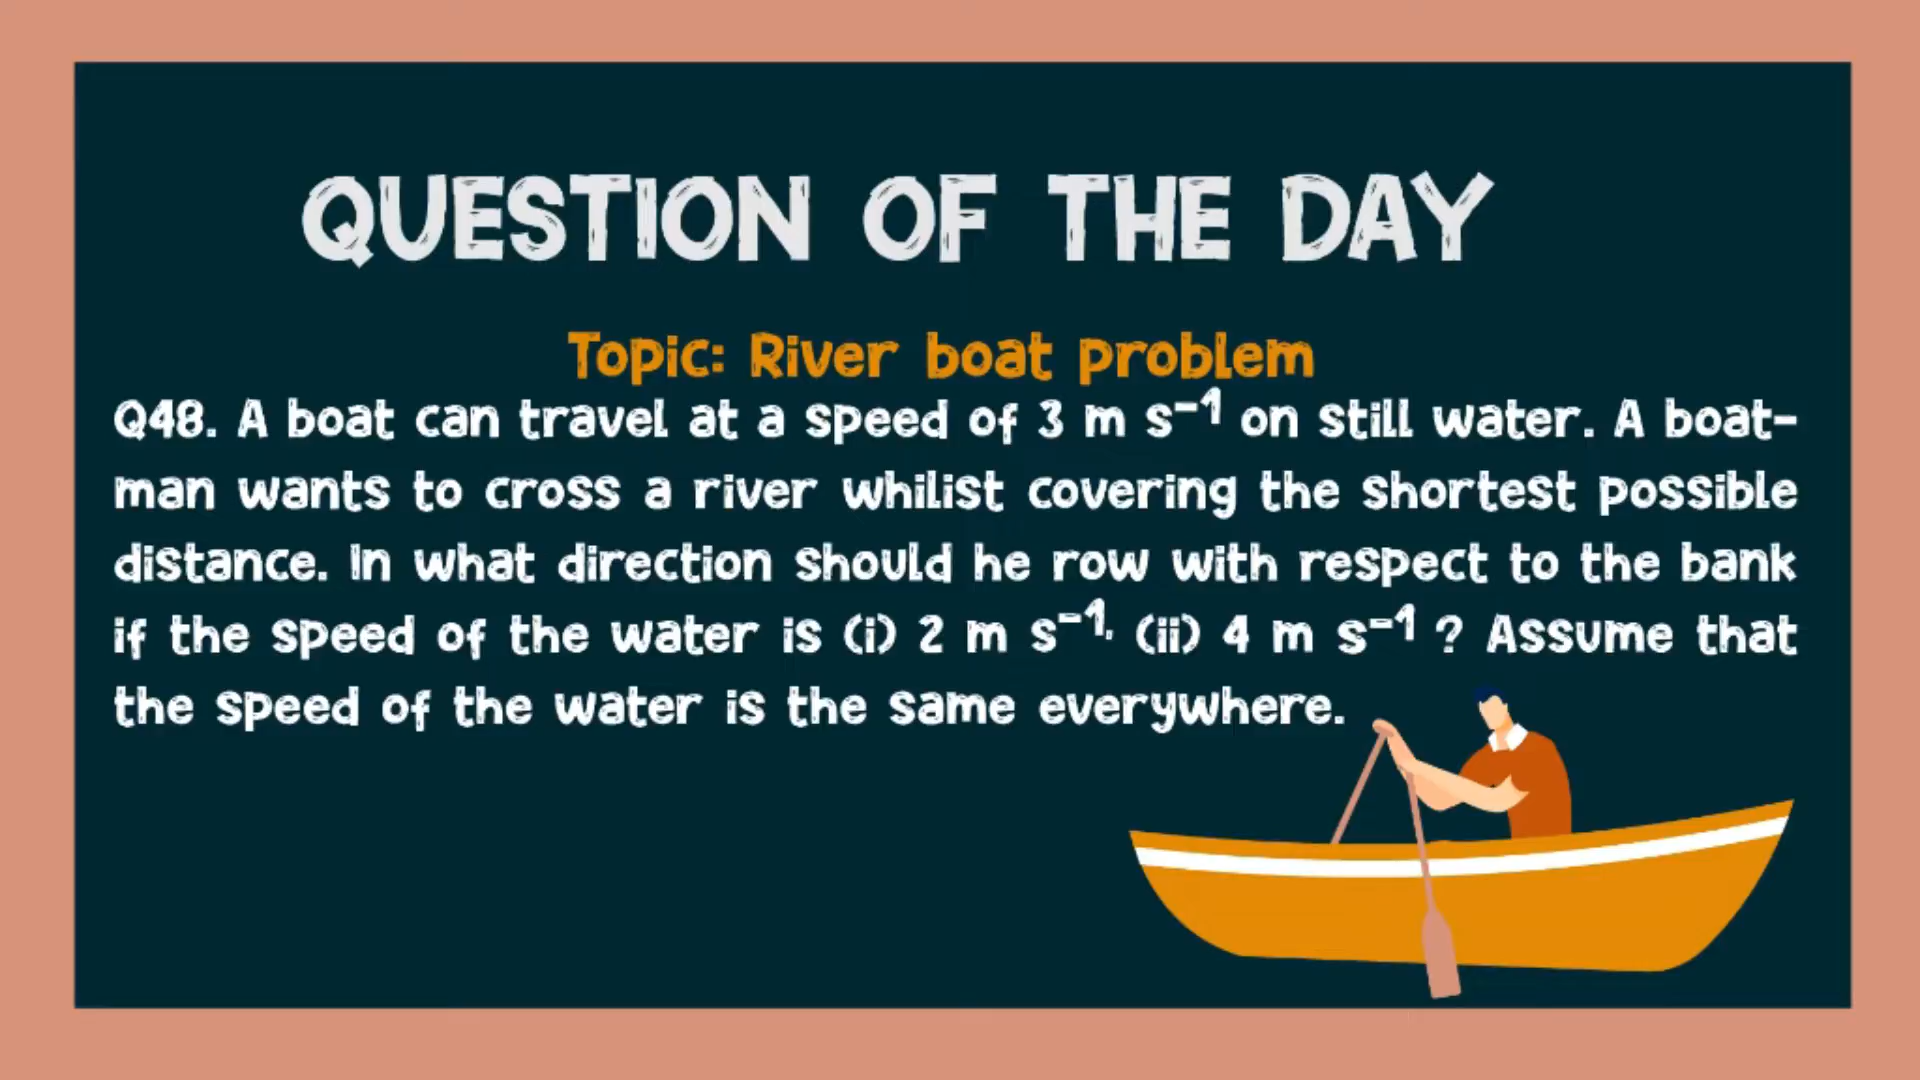 QUESTION OF THE DAY
Topic: River boat problem
Q48. A boat can travel at a speed of 3 m s⁻¹ on still water. A boat-
man wants to cross a river whilist covering the shortest possible
distance. In what direction should he row with respect to the bank
if the speed of the water is (i) 2 m s⁻¹, (ii) 4 m s⁻¹ ? Assume that
the speed of the water is the same everywhere.